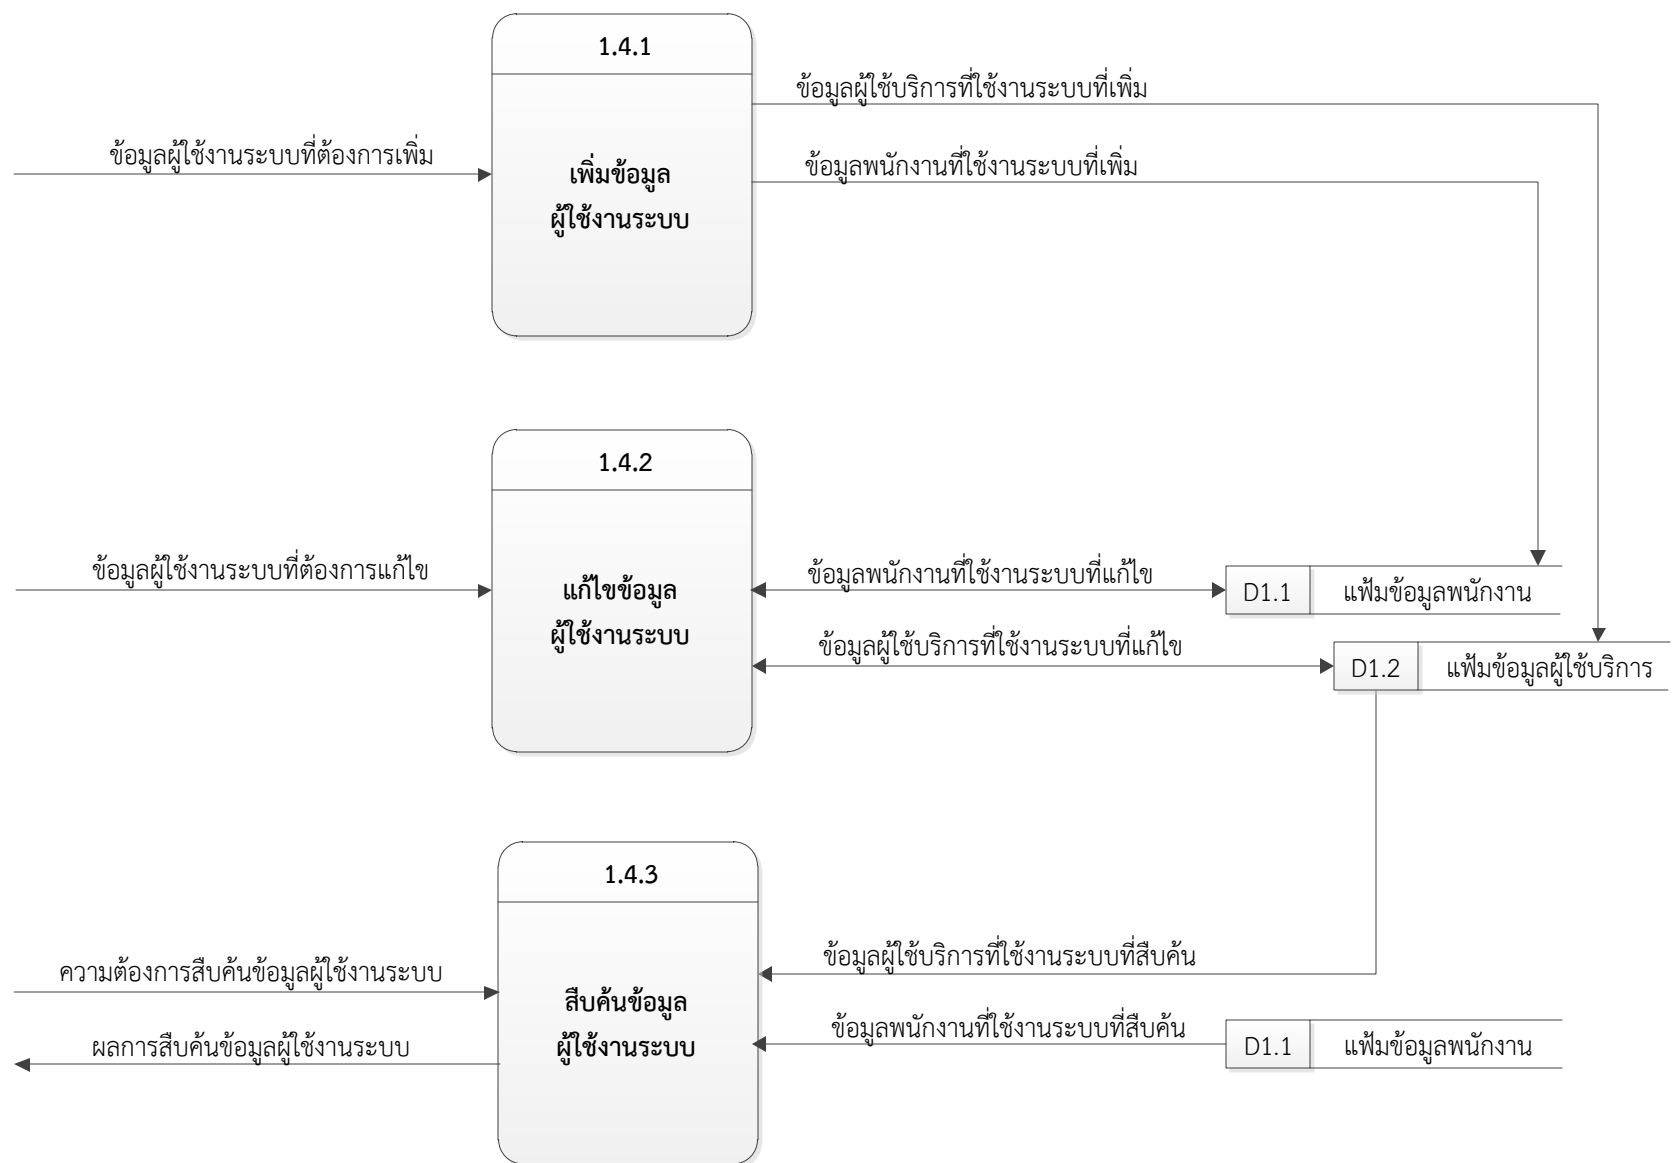 1.4.1
ข้อมูลผู้ใช้บริการที่ใช้งานระบบที่เพิ่ม
ข้อมูลผู้ใช้งานระบบที่ต้องการเพิ่ม
ข้อมูลพนักงานที่ใช้งานระบบที่เพิ่ม
เพิ่มข้อมูล
ผู้ใช้งานระบบ
1.4.2
ข้อมูลผู้ใช้งานระบบที่ต้องการแก้ไข
แก้ไขข้อมูล
ผู้ใช้งานระบบ
ข้อมูลพนักงานที่ใช้งานระบบที่แก้ไข
D1.1 แฟ้มข้อมูลพนักงาน
ข้อมูลผู้ใช้บริการที่ใช้งานระบบที่แก้ไข
D1.2 แฟ้มข้อมูลผู้ใช้บริการ
1.4.3
ความต้องการสืบค้นข้อมูลผู้ใช้งานระบบ
ผลการสืบค้นข้อมูลผู้ใช้งานระบบ
สืบค้นข้อมูล
ผู้ใช้งานระบบ
ข้อมูลผู้ใช้บริการที่ใช้งานระบบที่สืบค้น
ข้อมูลพนักงานที่ใช้งานระบบที่สืบค้น
D1.1 แฟ้มข้อมูลพนักงาน